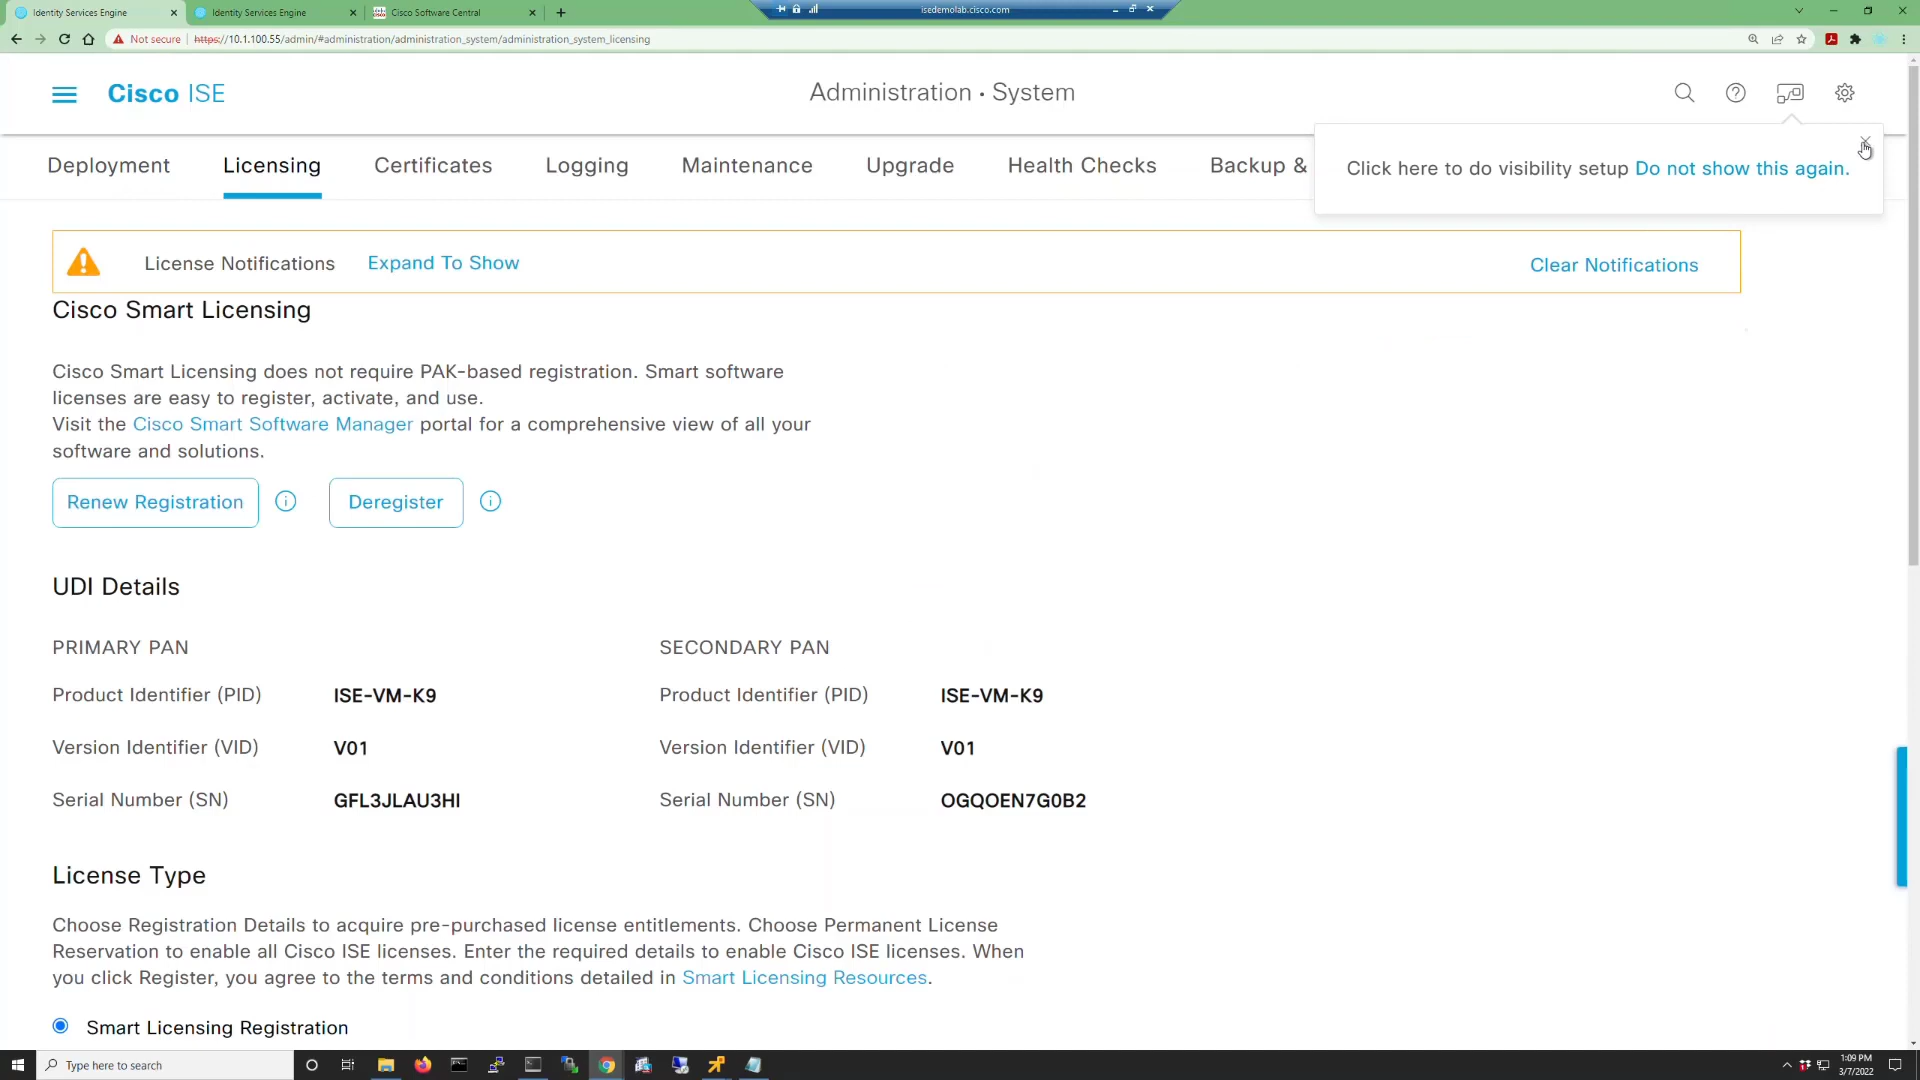 Identity Services Engine
Identity Services Engine
Cisco Software Central
isedemolab.cisco.com
Not secure
https://10.1.100.55/admin/#administration/administration_system/administration_system_licensing
Cisco ISE
Administration · System
Deployment
Licensing
Certificates
Logging
Maintenance
Upgrade
Health Checks
Backup &
Click here to do visibility setup Do not show this again.
License Notifications
Expand To Show
Clear Notifications
Cisco Smart Licensing
Cisco Smart Licensing does not require PAK-based registration. Smart software
licenses are easy to register, activate, and use.
Visit the Cisco Smart Software Manager portal for a comprehensive view of all your
software and solutions.
Renew Registration
Deregister
UDI Details
PRIMARY PAN
SECONDARY PAN
Product Identifier (PID)
ISE-VM-K9
Product Identifier (PID)
ISE-VM-K9
Version Identifier (VID)
V01
Version Identifier (VID)
V01
Serial Number (SN)
GFL3JLAU3HI
Serial Number (SN)
OGQOEN7G0B2
License Type
Choose Registration Details to acquire pre-purchased license entitlements. Choose Permanent License
Reservation to enable all Cisco ISE licenses. Enter the required details to enable Cisco ISE licenses. When
you click Register, you agree to the terms and conditions detailed in Smart Licensing Resources.
Smart Licensing Registration
Type here to search
1:09 PM
3/7/2022